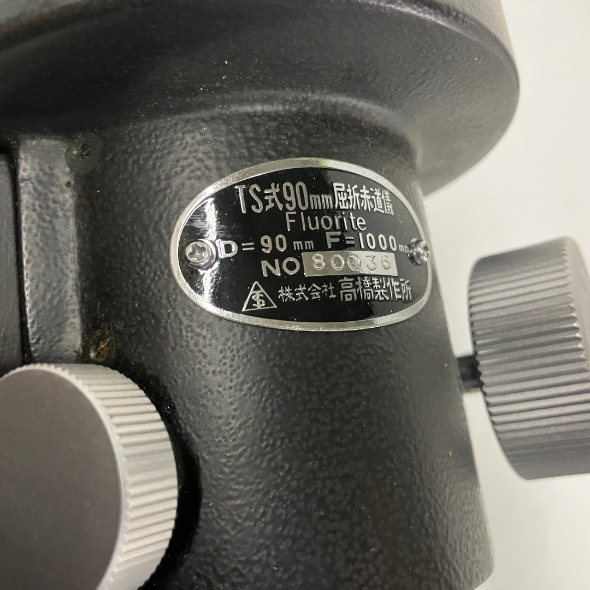 TS式90mm屈折赤道儀
Fluorite
D=90mm F=1000mm
NO 80036
TS 株式会社 高橋製作所